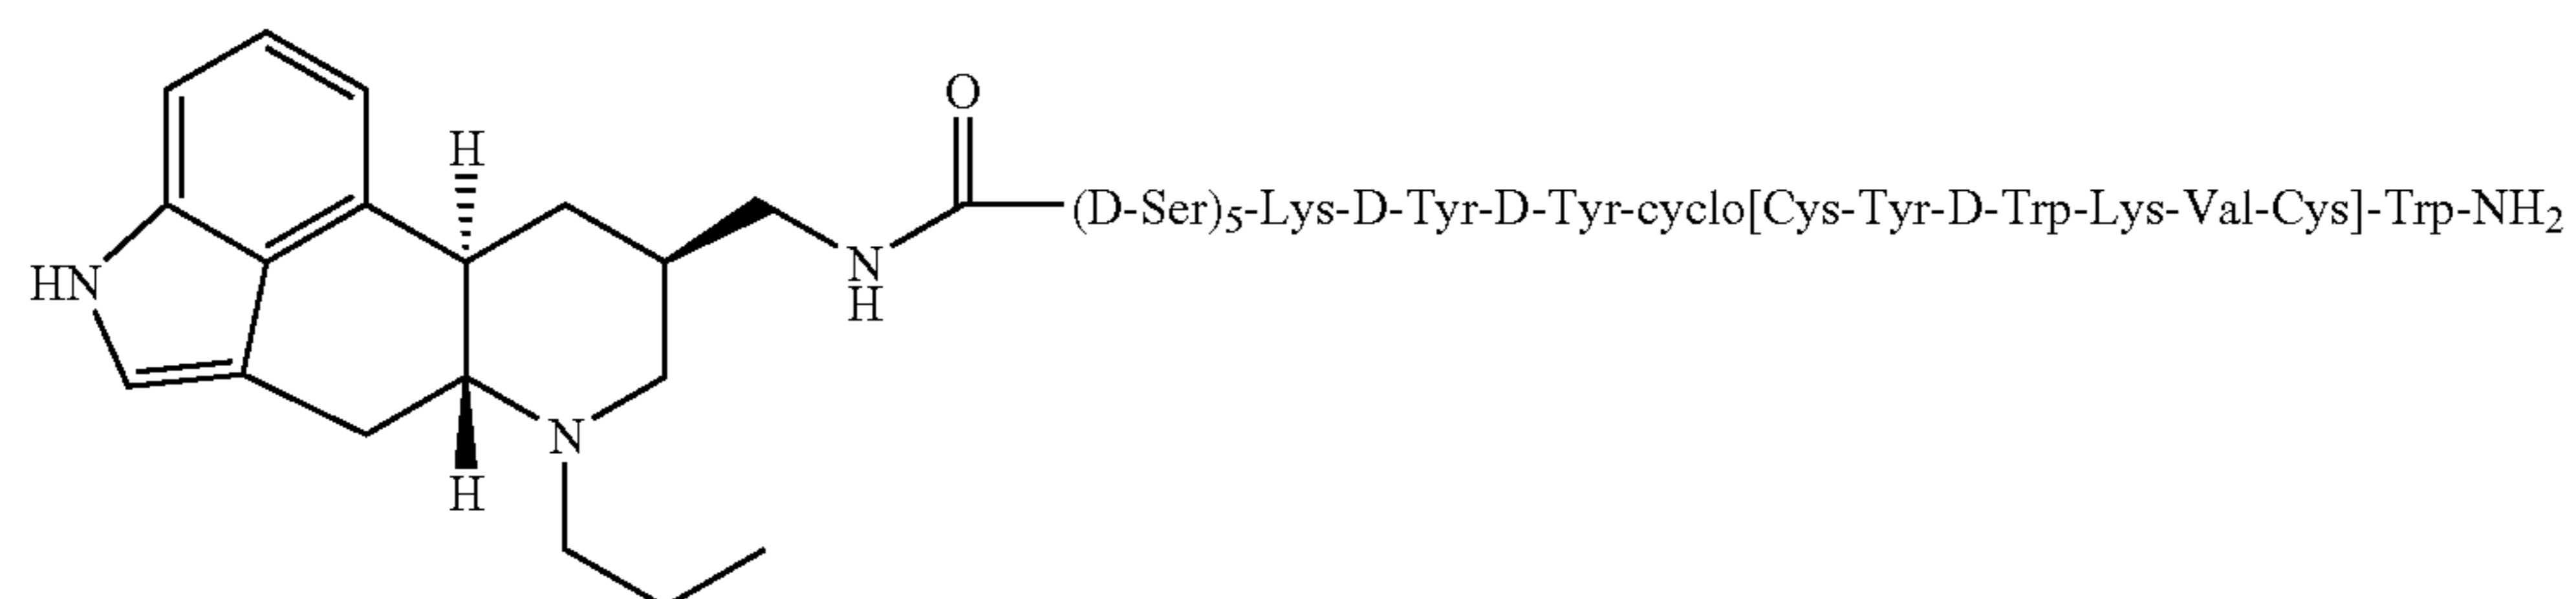 O
H
(D-Ser)5-Lys-D-Tyr-D-Tyr-cyclo[Cys-Tyr-D-Trp-Lys-Val-Cys]-Trp-NH2
HN
N
H
N
H